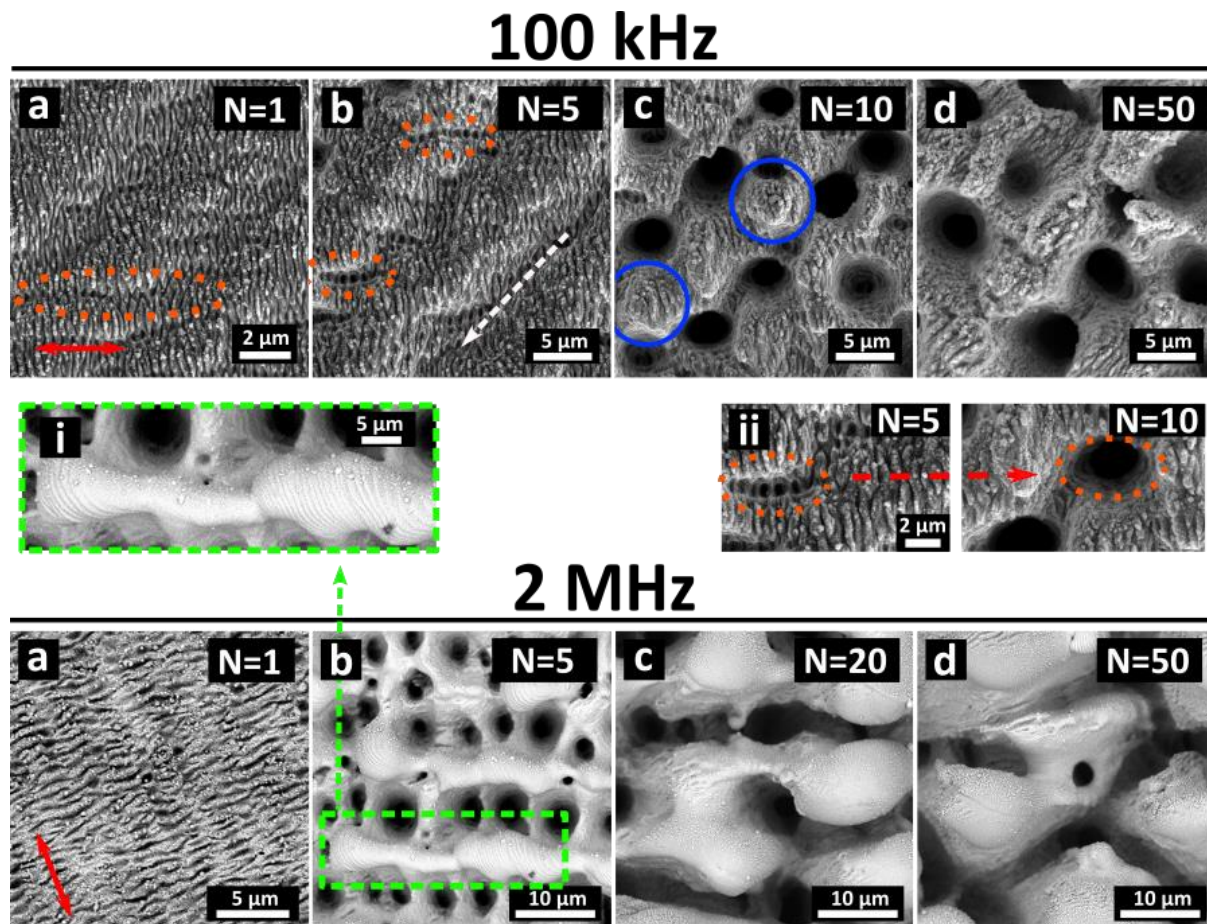 100 kHz
a N=1 b N=5 c N=10 d N=50
2 µm 5 µm 5 µm 5 µm
i 5 µm ii N=5 N=10
2 µm
2 MHz
a N=1 b N=5 c N=20 d N=50
5 µm 10 µm 10 µm 10 µm